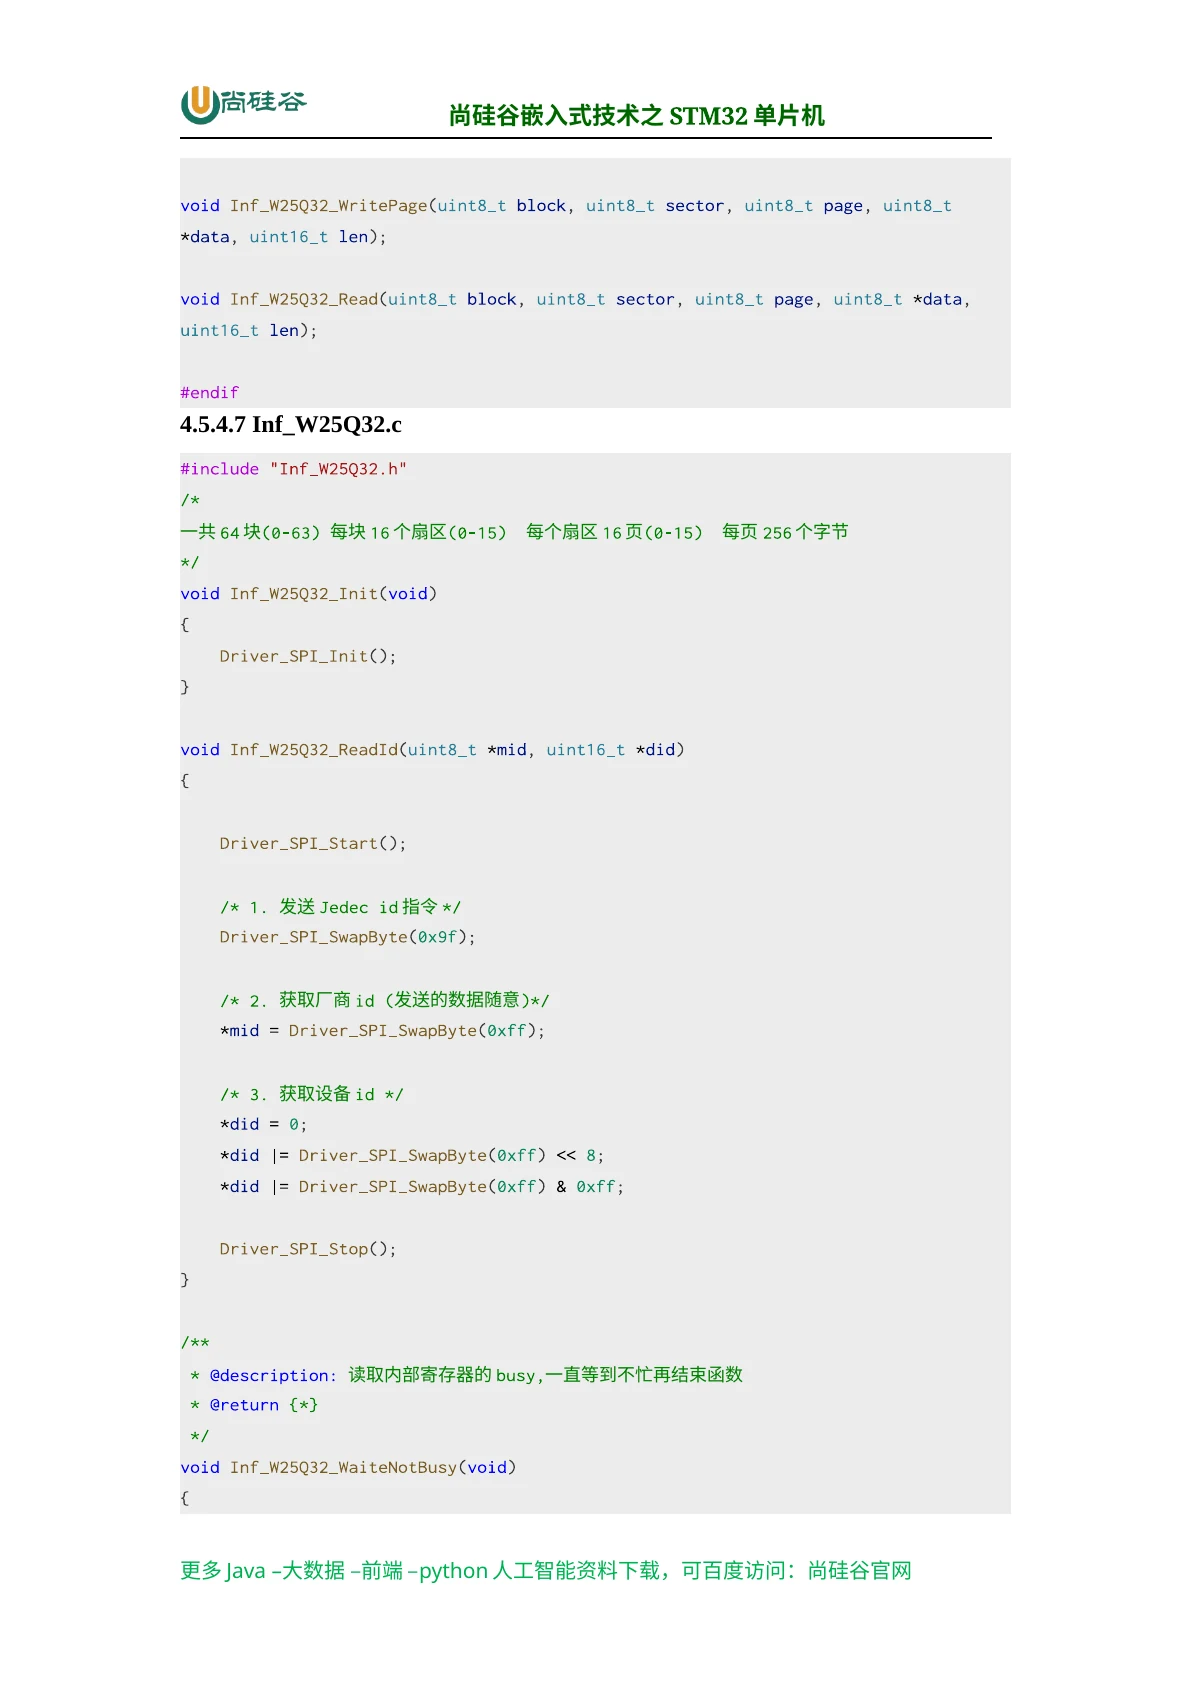 尚硅谷
尚硅谷嵌入式技术之 STM32 单片机
void Inf_W25Q32_WritePage(uint8_t block, uint8_t sector, uint8_t page, uint8_t
*data, uint16_t len);
void Inf_W25Q32_Read(uint8_t block, uint8_t sector, uint8_t page, uint8_t *data,
uint16_t len);
#endif
4.5.4.7 Inf_W25Q32.c
#include "Inf_W25Q32.h"
/*
一共 64 块(0-63) 每块 16 个扇区(0-15)  每个扇区 16 页(0-15)  每页 256 个字节
*/
void Inf_W25Q32_Init(void)
{
    Driver_SPI_Init();
}
void Inf_W25Q32_ReadId(uint8_t *mid, uint16_t *did)
{
    Driver_SPI_Start();
    /* 1. 发送 Jedec id 指令 */
    Driver_SPI_SwapByte(0x9f);
    /* 2. 获取厂商 id (发送的数据随意)*/
    *mid = Driver_SPI_SwapByte(0xff);
    /* 3. 获取设备 id */
    *did = 0;
    *did |= Driver_SPI_SwapByte(0xff) << 8;
    *did |= Driver_SPI_SwapByte(0xff) & 0xff;
    Driver_SPI_Stop();
}
/**
 * @description: 读取内部寄存器的 busy,一直等到不忙再结束函数
 * @return {*}
 */
void Inf_W25Q32_WaiteNotBusy(void)
{
更多 Java –大数据 –前端 –python 人工智能资料下载，可百度访问：尚硅谷官网